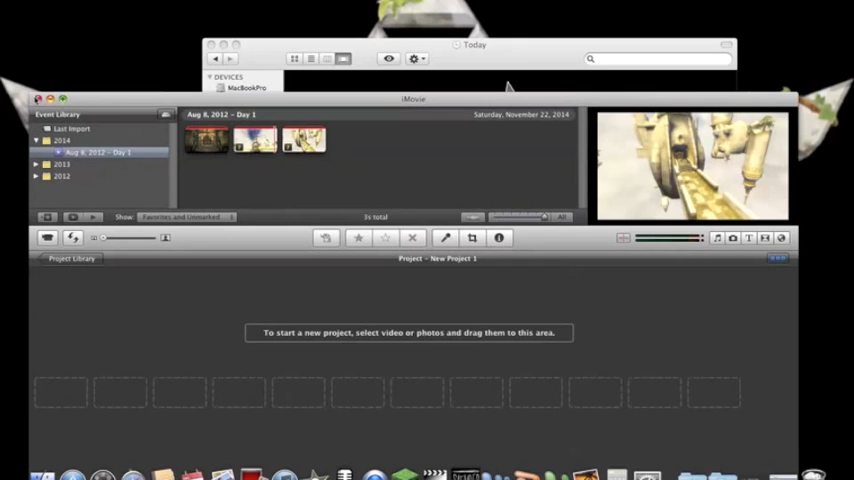 Today
DEVICES
MacBookPro
iMovie
Event Library
Aug 8, 2012 - Day 1
Saturday, November 22, 2014
Last Import
2014
Aug 8, 2012 - Day 1
2013
2012
Show: Favorites and Unmarked
3s total
All
Project Library
Project - New Project 1
To start a new project, select video or photos and drag them to this area.